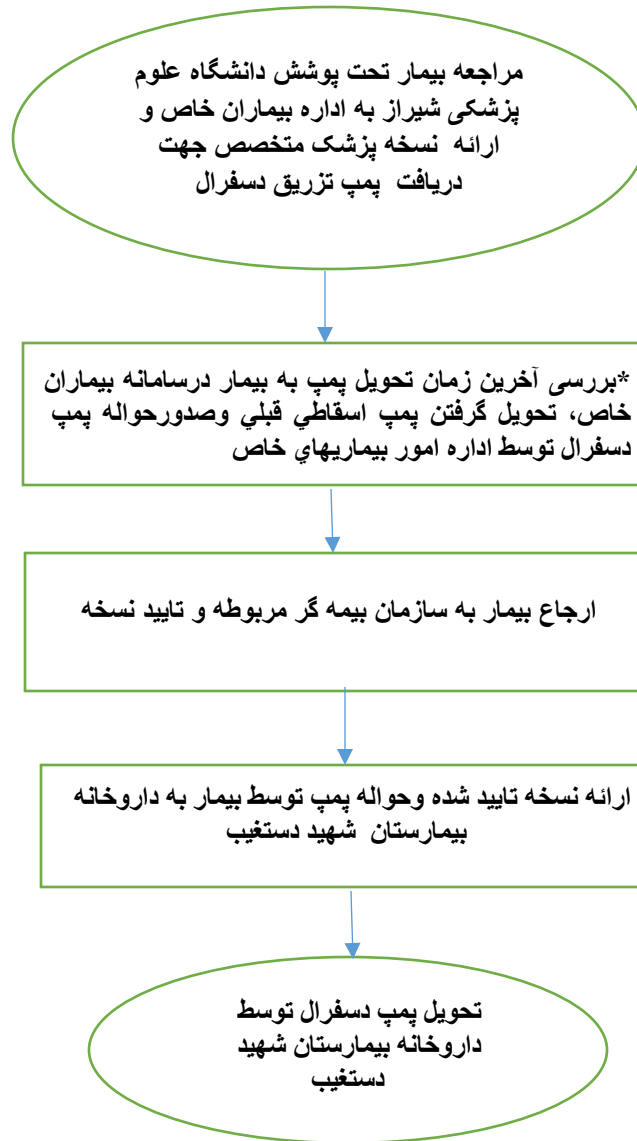 مراجعه بیمار تحت پوشش دانشگاه علوم
پزشکی شیراز به اداره بیماران خاص و
ارائه نسخه پزشک متخصص جهت
دریافت پمپ تزریق دسفرال
*بررسی آخرین زمان تحویل پمپ به بیمار درسامانه بیماران
خاص، تحویل گرفتن پمپ اسقاطي قبلي وصدورحواله پمپ
دسفرال توسط اداره امور بیماریهاي خاص
ارجاع بیمار به سازمان بیمه گر مربوطه و تایید نسخه
ارائه نسخه تایید شده وحواله پمپ توسط بیمار به داروخانه
بیمارستان شهید دستغیب
تحویل پمپ دسفرال توسط
داروخانه بیمارستان شهید
دستغیب